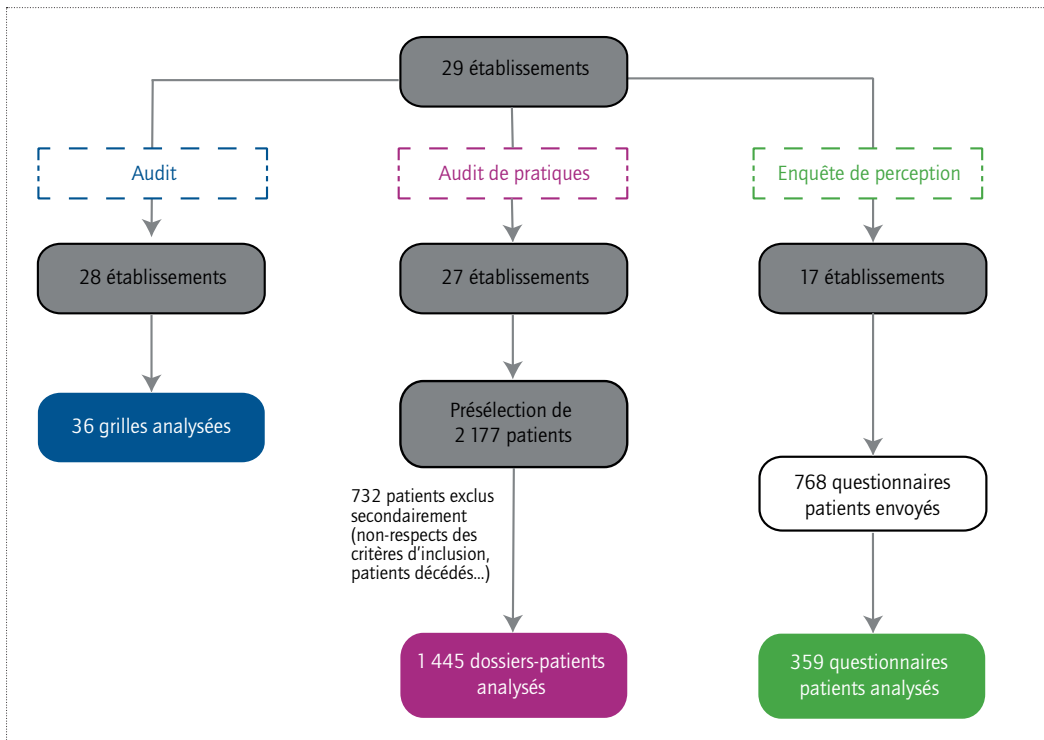 29 établissements
Audit
Audit de pratiques
Enquête de perception
28 établissements
27 établissements
17 établissements
36 grilles analysées
Présélection de
2 177 patients
732 patients exclus
secondairement
(non-respects des
critères d'inclusion,
patients décédés...)
768 questionnaires
patients envoyés
1 445 dossiers-patients
analysés
359 questionnaires
patients analysés